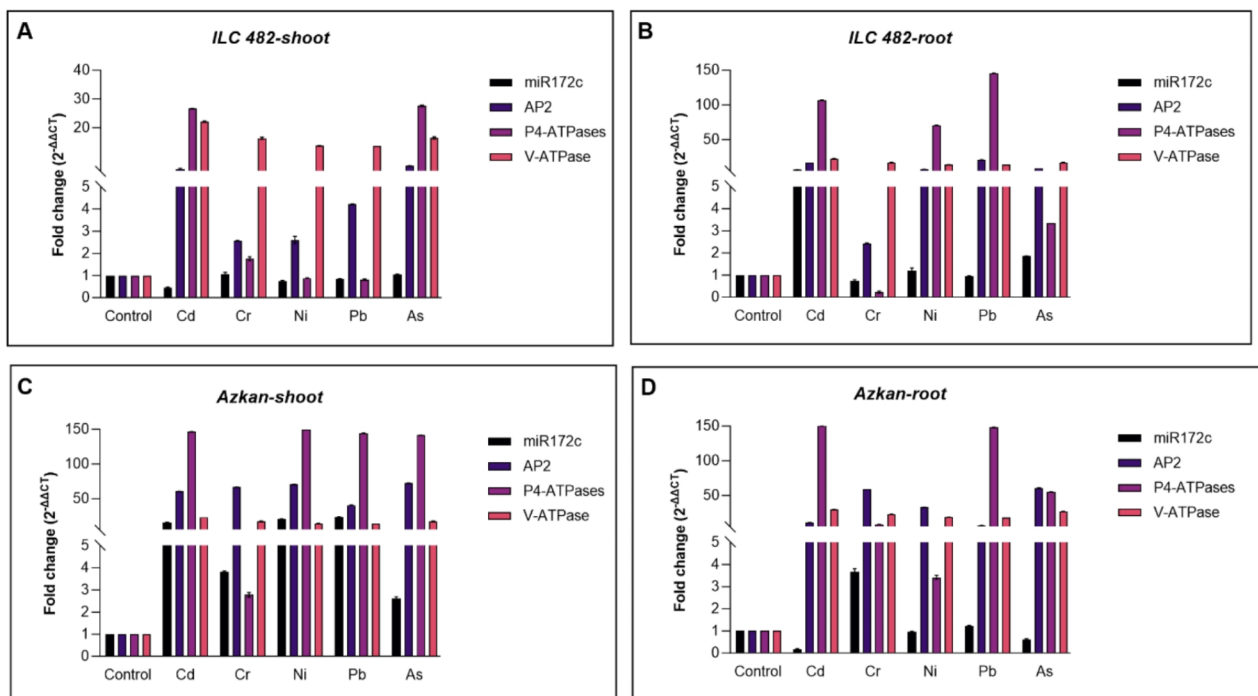 A
ILC 482-shoot
Fold change (2^-ΔΔCT)
40
30
20
5
4
3
2
1
0
Control Cd Cr Ni Pb As
miR172c
AP2
P4-ATPases
V-ATPase
B
ILC 482-root
Fold change (2^-ΔΔCT)
150
100
50
5
4
3
2
1
0
Control Cd Cr Ni Pb As
miR172c
AP2
P4-ATPases
V-ATPase
C
Azkan-shoot
Fold change (2^-ΔΔCT)
150
100
50
5
4
3
2
1
0
Control Cd Cr Ni Pb As
miR172c
AP2
P4-ATPases
V-ATPase
D
Azkan-root
Fold change (2^-ΔΔCT)
150
100
50
5
4
3
2
1
0
Control Cd Cr Ni Pb As
miR172c
AP2
P4-ATPases
V-ATPase